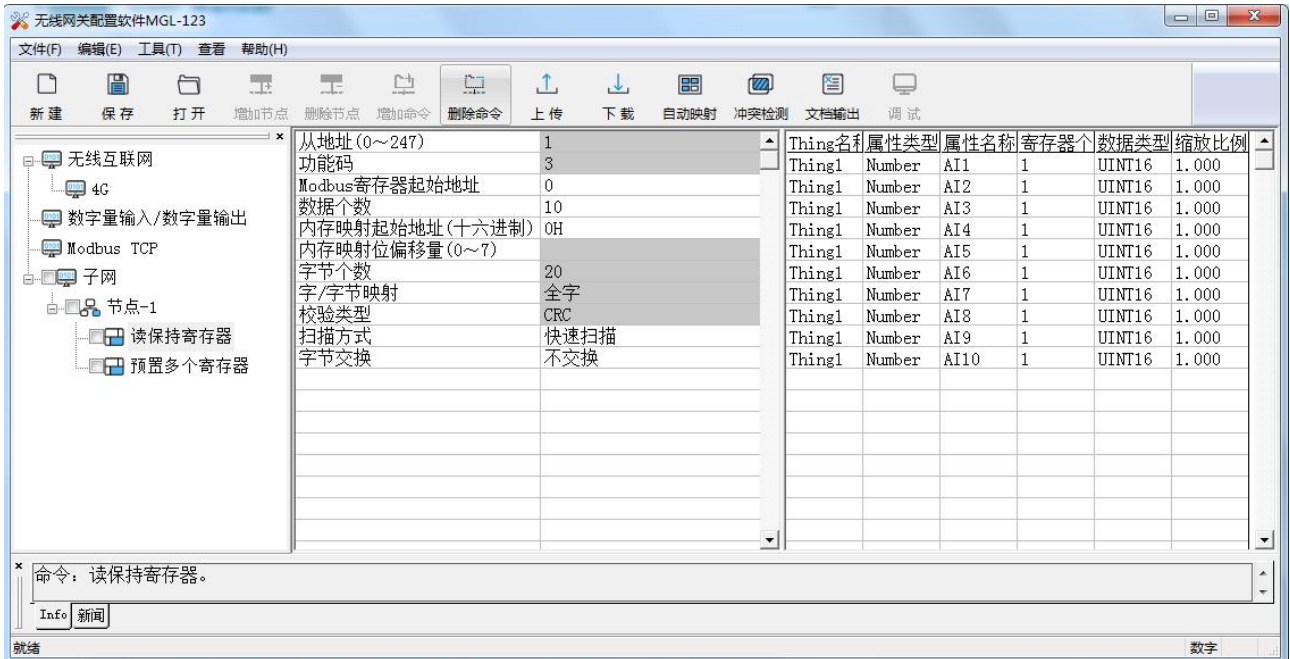 无线网关配置软件MGL-123
文件(F) 编辑(E) 工具(T) 查看 帮助(H)
新建 保存 打开 增加节点 删除节点 增加命令 删除命令 上传 下载 自动映射 冲突检测 文档输出 调试
无线互联网
4G
数字量输入/数字量输出
Modbus TCP
子网
节点-1
读保持寄存器
预置多个寄存器
从地址(0～247) 1
功能码 3
Modbus寄存器起始地址 0
数据个数 10
内存映射起始地址(十六进制) 0H
内存映射位偏移量(0～7)
字节个数 20
字/字节映射 全字
校验类型 CRC
扫描方式 快速扫描
字节交换 不交换
Thing名称 属性类型 属性名称 寄存器个 数据类型 缩放比例
Thing1 Number AI1 1 UINT16 1.000
Thing1 Number AI2 1 UINT16 1.000
Thing1 Number AI3 1 UINT16 1.000
Thing1 Number AI4 1 UINT16 1.000
Thing1 Number AI5 1 UINT16 1.000
Thing1 Number AI6 1 UINT16 1.000
Thing1 Number AI7 1 UINT16 1.000
Thing1 Number AI8 1 UINT16 1.000
Thing1 Number AI9 1 UINT16 1.000
Thing1 Number AI10 1 UINT16 1.000
命令：读保持寄存器。
Info 新闻
就绪 数字